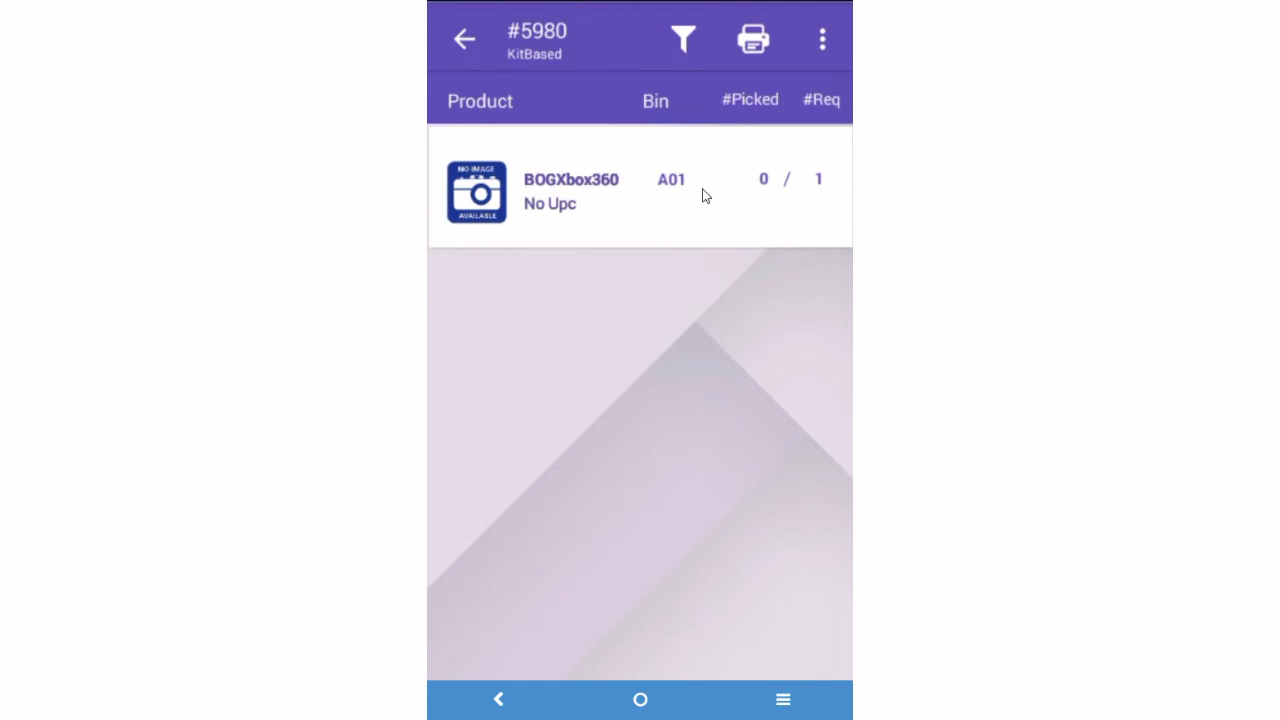 #5980
KitBased
Product Bin #Picked #Req
NO IMAGE
AVAILABLE
BOGXbox360 A01 0 / 1
No Upc